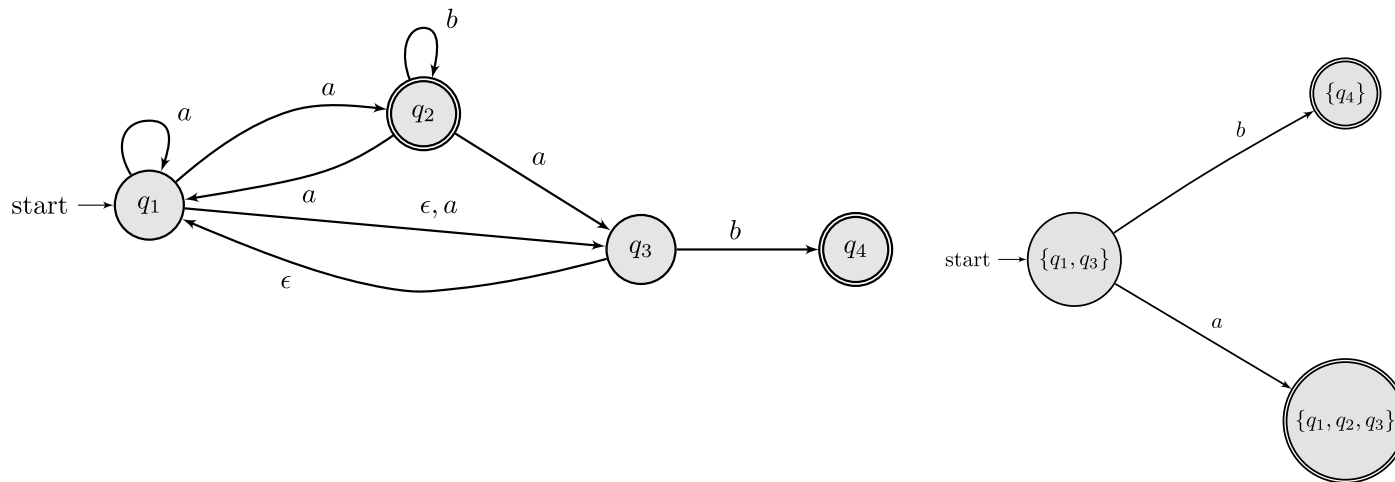 b
a
a
q2
a
start
q1
a
ϵ, a
q3
b
q4
ϵ
{q4}
b
start
{q1, q3}
a
{q1, q2, q3}